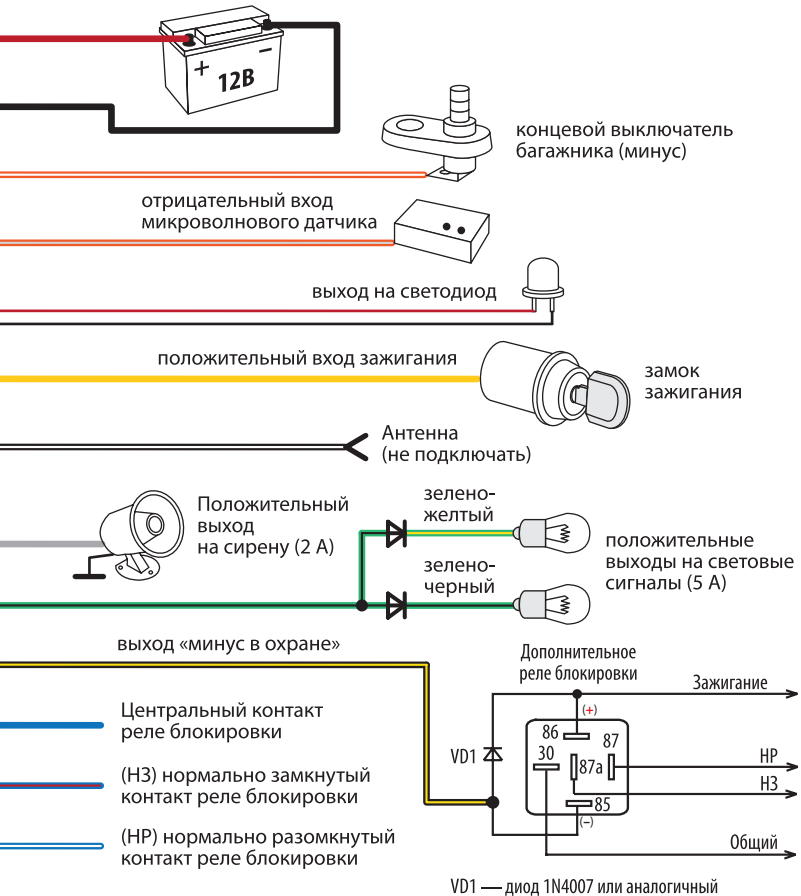 + –
12В
концевой выключатель
багажника (минус)
отрицательный вход
микроволнового датчика
выход на светодиод
положительный вход зажигания
замок
зажигания
Антенна
(не подключать)
Положительный
выход
на сирену (2 А)
зелено-
желтый
зелено-
черный
положительные
выходы на световые
сигналы (5 А)
выход «минус в охране»
Дополнительное
реле блокировки
Зажигание
(+)
86
87
30
VD1
87а
НР
НЗ
85
(–)
Общий
Центральный контакт
реле блокировки
(НЗ) нормально замкнутый
контакт реле блокировки
(НР) нормально разомкнутый
контакт реле блокировки
VD1 — диод 1N4007 или аналогичный